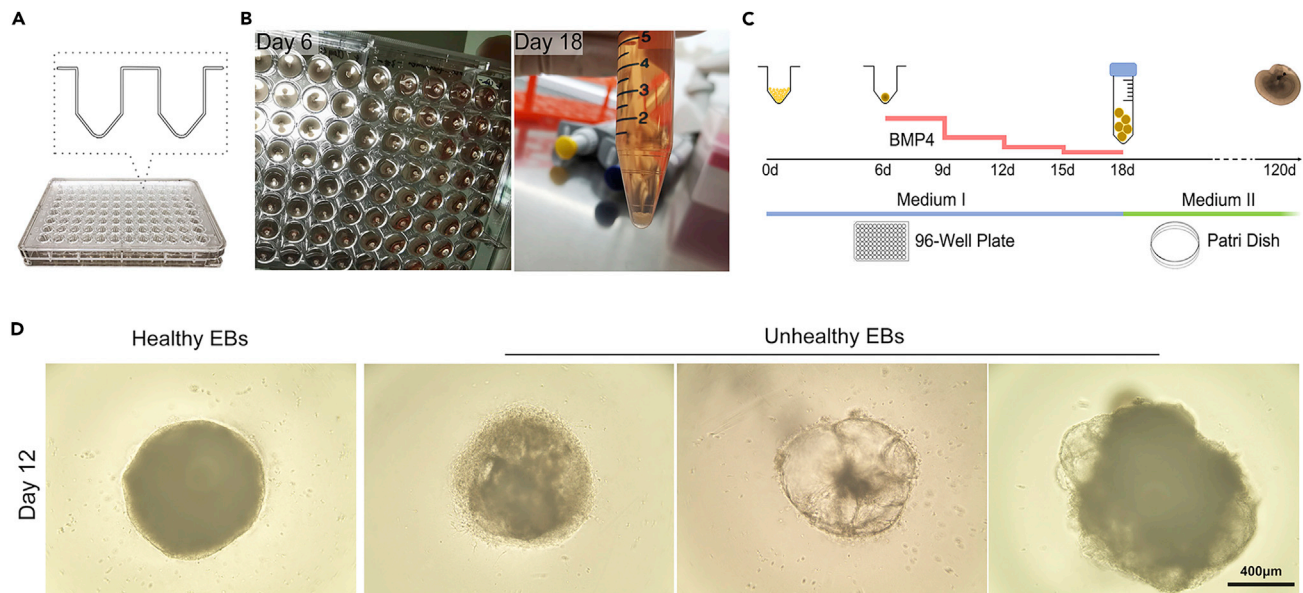 A
B
Day 6
Day 18
5
4
3
2
C
BMP4
0d
6d
9d
12d
15d
18d
120d
Medium I
Medium II
96-Well Plate
Patri Dish
D
Healthy EBs
Unhealthy EBs
Day 12
400μm